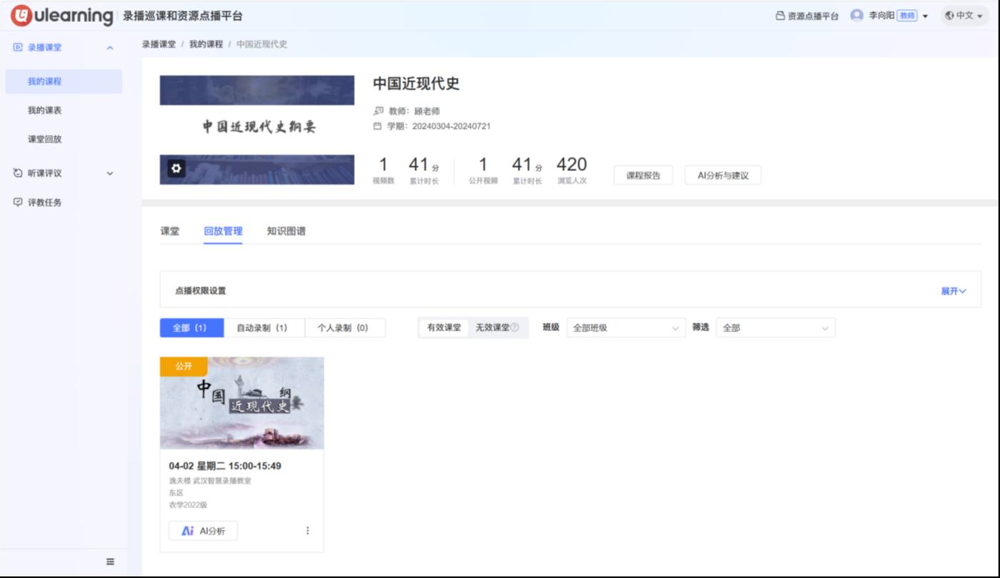 ulearning 录播巡课和资源点播平台
资源点播平台 李向阳 教师 中文
录播课堂
我的课程
我的课表
课堂回放
听课评议
评教任务
录播课堂 / 我的课程 / 中国近现代史
中国近现代史纲要
中国近现代史
教师：顾老师
学期：20240304-20240721
1 41分 1 41分 420
视频数 累计时长 公开视频 累计时长 浏览人次
课程报告 AI分析与建议
课堂 回放管理 知识图谱
点播权限设置 展开
全部（1） 自动录制（1） 个人录制（0） 有效课堂 无效课堂 班级 全部班级 筛选 全部
公开
中国近现代史纲要
04-02 星期二 15:00-15:49
逸夫楼 武汉智慧录播教室
东区
农学2022级
Ai AI分析